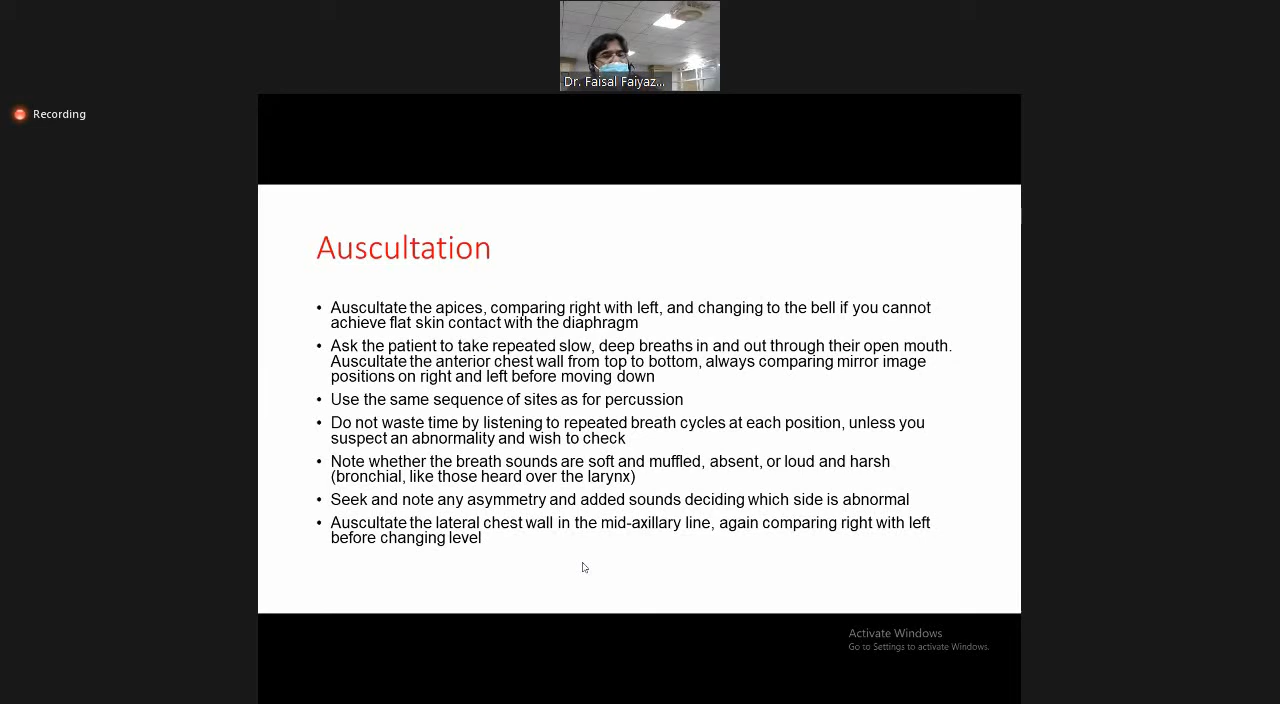 Dr. Faisal Faiyaz...
Recording
Auscultation
• Auscultate the apices, comparing right with left, and changing to the bell if you cannot
achieve flat skin contact with the diaphragm
• Ask the patient to take repeated slow, deep breaths in and out through their open mouth.
Auscultate the anterior chest wall from top to bottom, always comparing mirror image
positions on right and left before moving down
• Use the same sequence of sites as for percussion
• Do not waste time by listening to repeated breath cycles at each position, unless you
suspect an abnormality and wish to check
• Note whether the breath sounds are soft and muffled, absent, or loud and harsh
(bronchial, like those heard over the larynx)
• Seek and note any asymmetry and added sounds deciding which side is abnormal
• Auscultate the lateral chest wall in the mid-axillary line, again comparing right with left
before changing level
Activate Windows
Go to Settings to activate Windows.